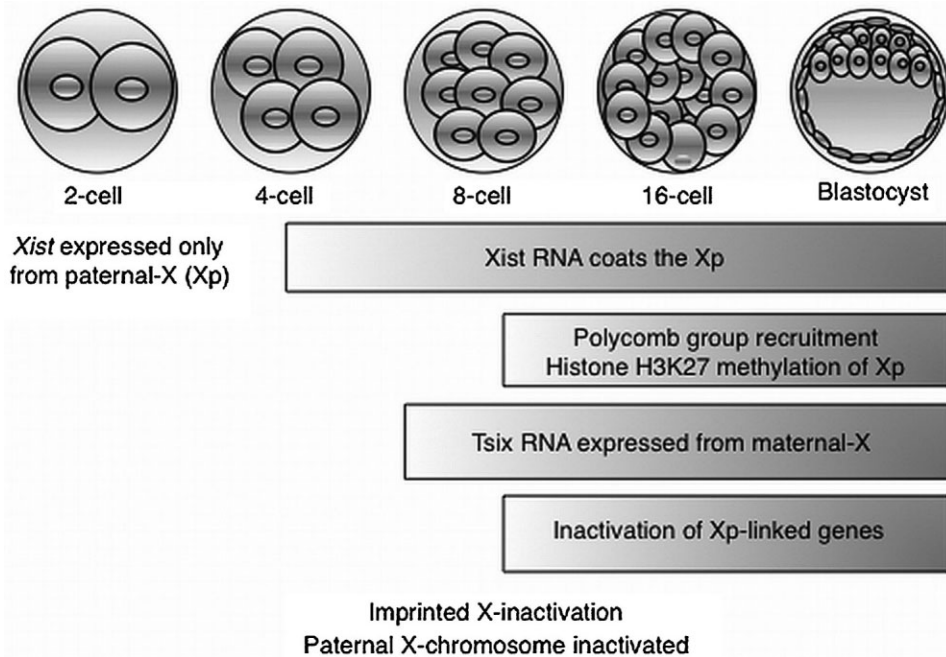 2-cell
4-cell
8-cell
16-cell
Blastocyst
Xist expressed only
from paternal-X (Xp)
Xist RNA coats the Xp
Polycomb group recruitment
Histone H3K27 methylation of Xp
Tsix RNA expressed from maternal-X
Inactivation of Xp-linked genes
Imprinted X-inactivation
Paternal X-chromosome inactivated